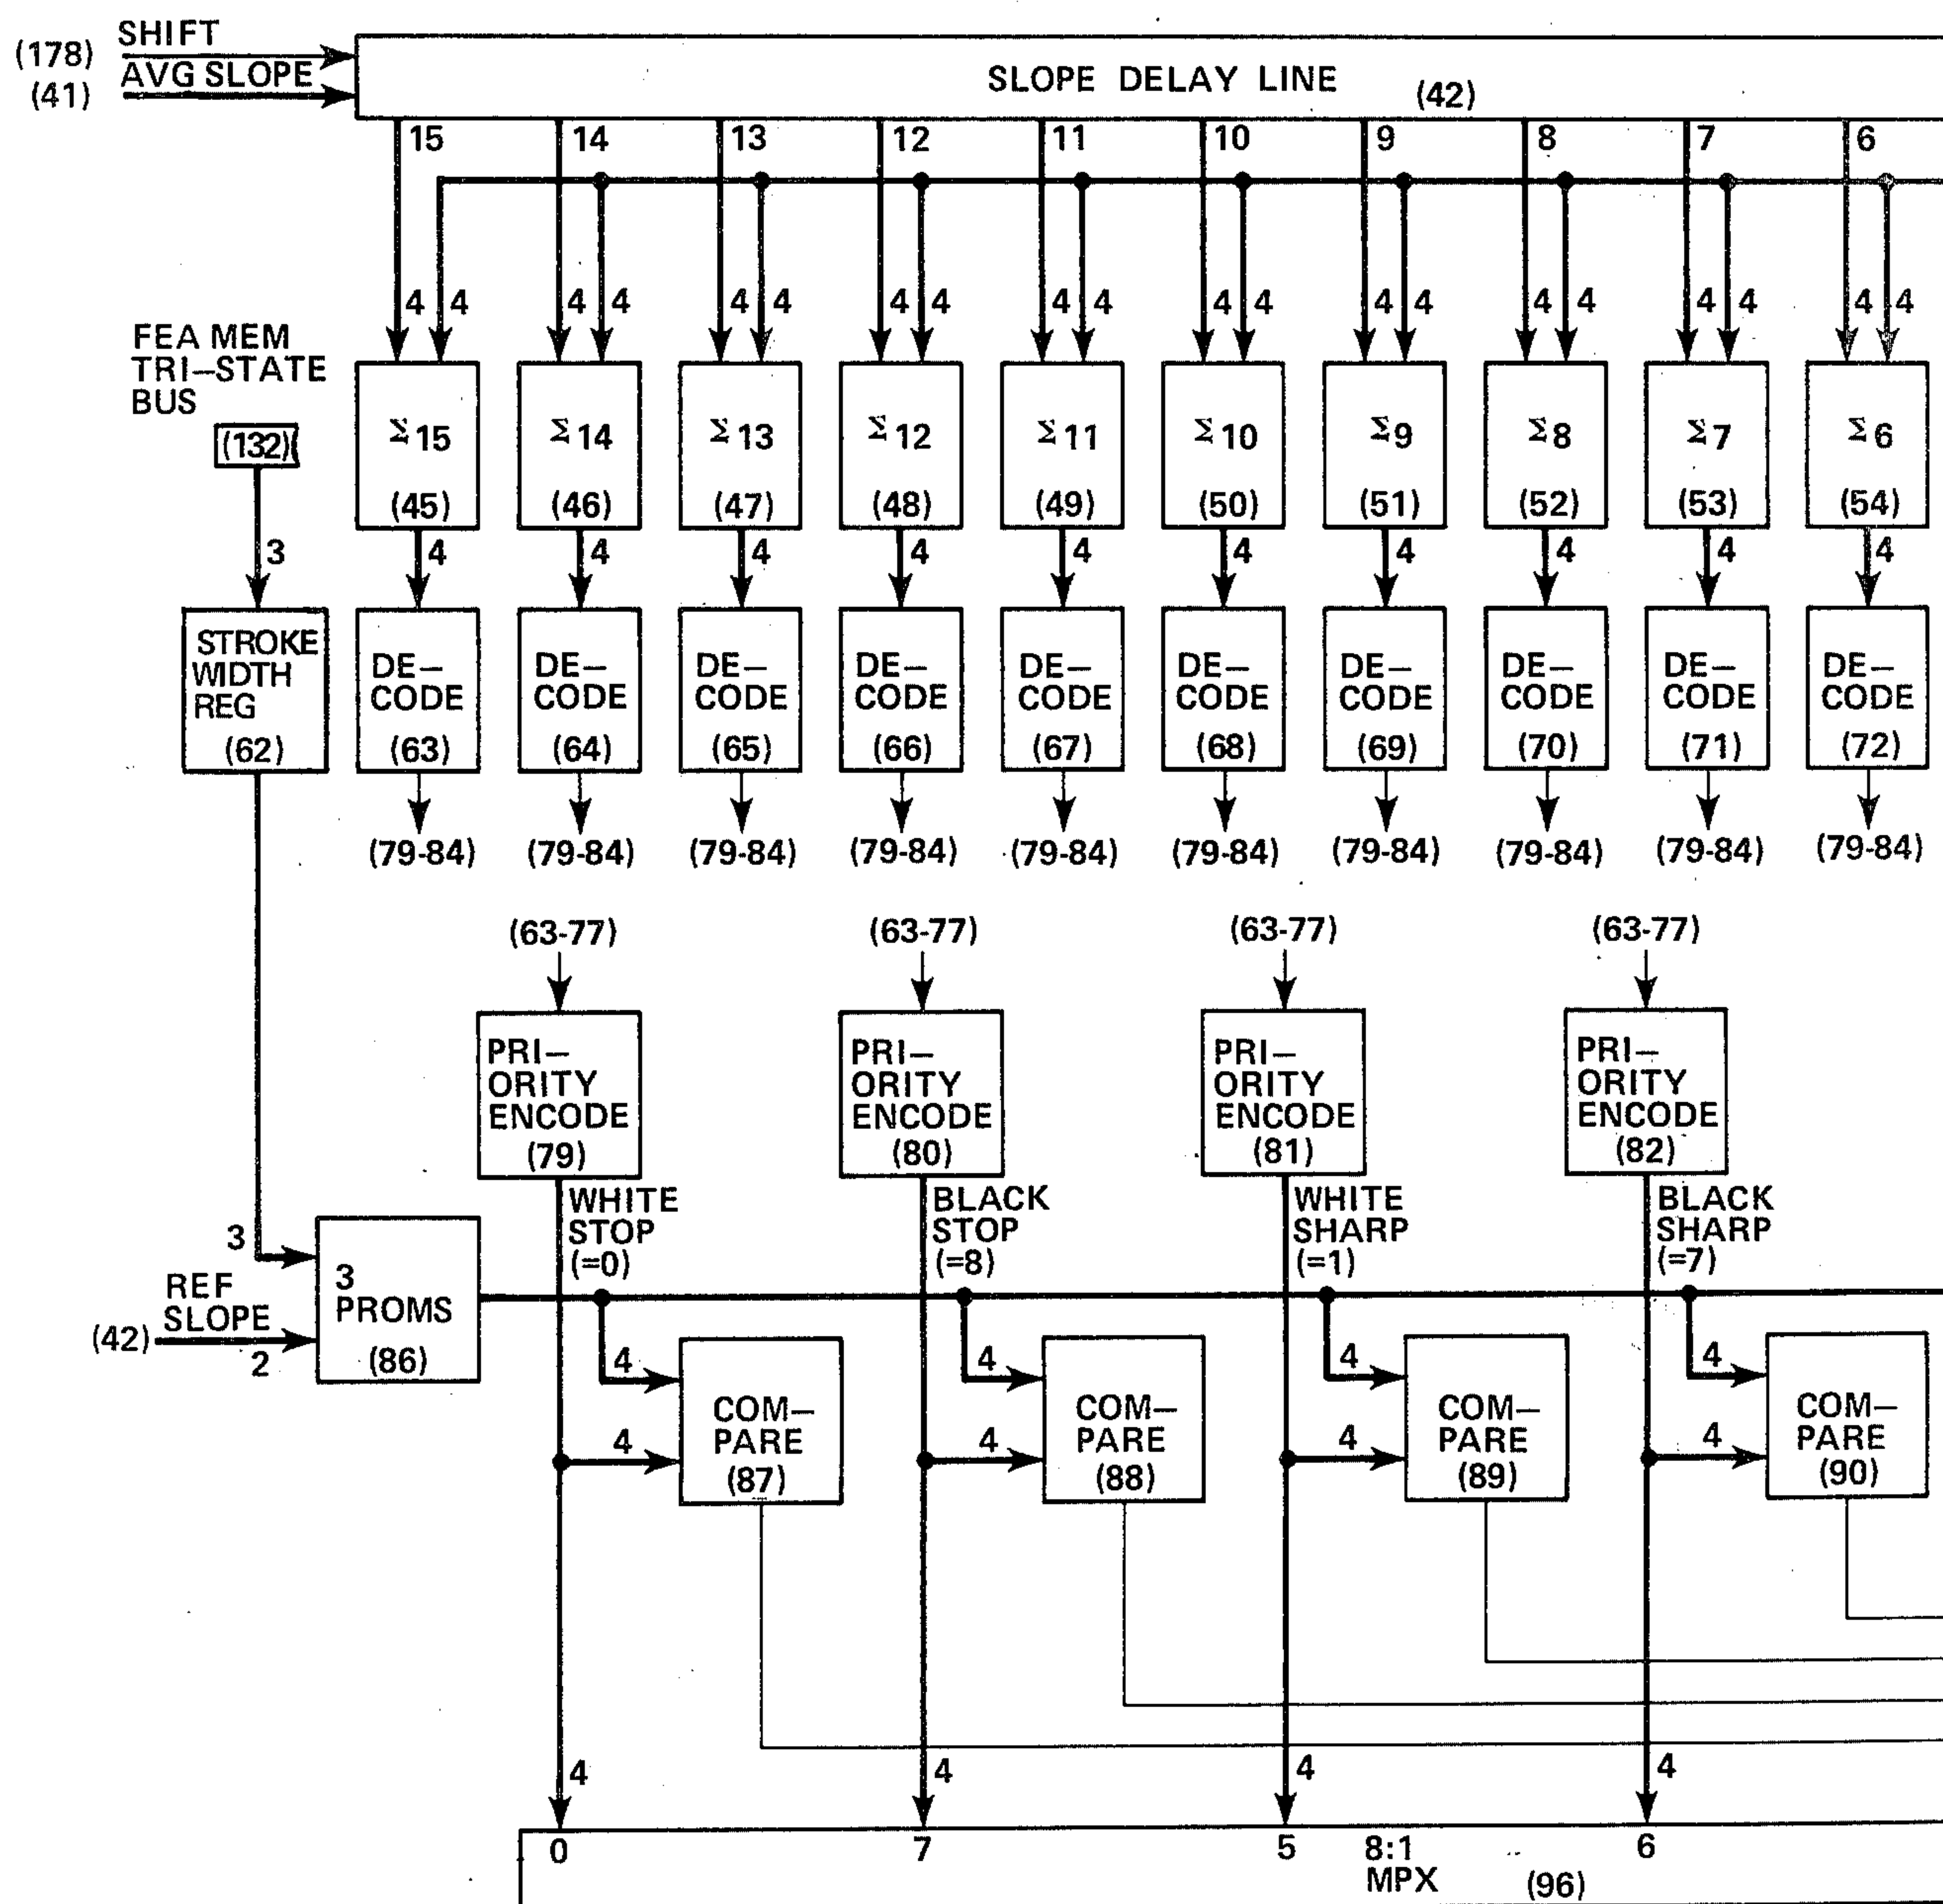 SHIFT
(178)
AVG SLOPE
(41)
SLOPE DELAY LINE
(42)
15 14 13 12 11 10 9 8 7 6
4 4 4 4 4 4 4 4 4 4 4 4 4 4 4 4 4 4 4 4
FEA MEM
TRI–STATE
BUS
(132)
Σ15 Σ14 Σ13 Σ12 Σ11 Σ10 Σ9 Σ8 Σ7 Σ6
(45) (46) (47) (48) (49) (50) (51) (52) (53) (54)
3 4 4 4 4 4 4 4 4 4 4
STROKE
WIDTH
REG
(62)
DE–
CODE
(63)
DE–
CODE
(64)
DE–
CODE
(65)
DE–
CODE
(66)
DE–
CODE
(67)
DE–
CODE
(68)
DE–
CODE
(69)
DE–
CODE
(70)
DE–
CODE
(71)
DE–
CODE
(72)
(79-84) (79-84) (79-84) (79-84) (79-84) (79-84) (79-84) (79-84) (79-84) (79-84)
(63-77) (63-77) (63-77) (63-77)
PRI–
ORITY
ENCODE
(79)
PRI–
ORITY
ENCODE
(80)
PRI–
ORITY
ENCODE
(81)
PRI–
ORITY
ENCODE
(82)
WHITE
STOP
(=0)
BLACK
STOP
(=8)
WHITE
SHARP
(=1)
BLACK
SHARP
(=7)
3
REF
SLOPE
(42)
2
3
PROMS
(86)
4 4 4 4
4 4 4 4
COM–
PARE
(87)
COM–
PARE
(88)
COM–
PARE
(89)
COM–
PARE
(90)
4 4 4 4
0 7 5 8:1 6
MPX (96)